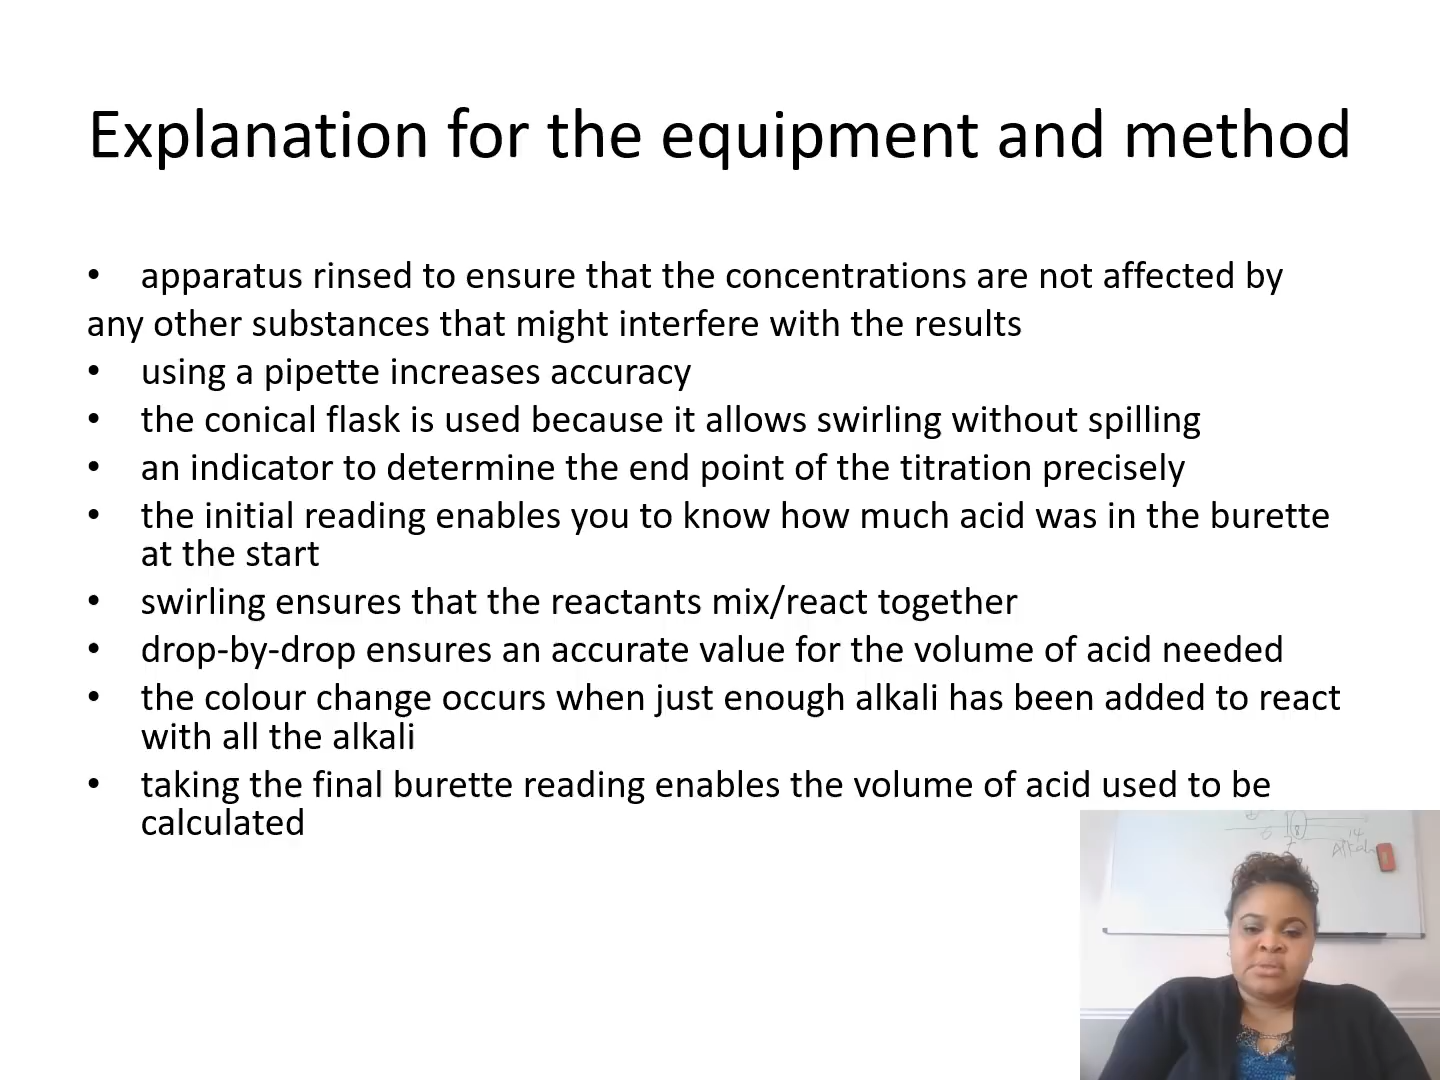 Explanation for the equipment and method
• apparatus rinsed to ensure that the concentrations are not affected by
any other substances that might interfere with the results
• using a pipette increases accuracy
• the conical flask is used because it allows swirling without spilling
• an indicator to determine the end point of the titration precisely
• the initial reading enables you to know how much acid was in the burette
at the start
• swirling ensures that the reactants mix/react together
• drop-by-drop ensures an accurate value for the volume of acid needed
• the colour change occurs when just enough alkali has been added to react
with all the alkali
• taking the final burette reading enables the volume of acid used to be
calculated
14